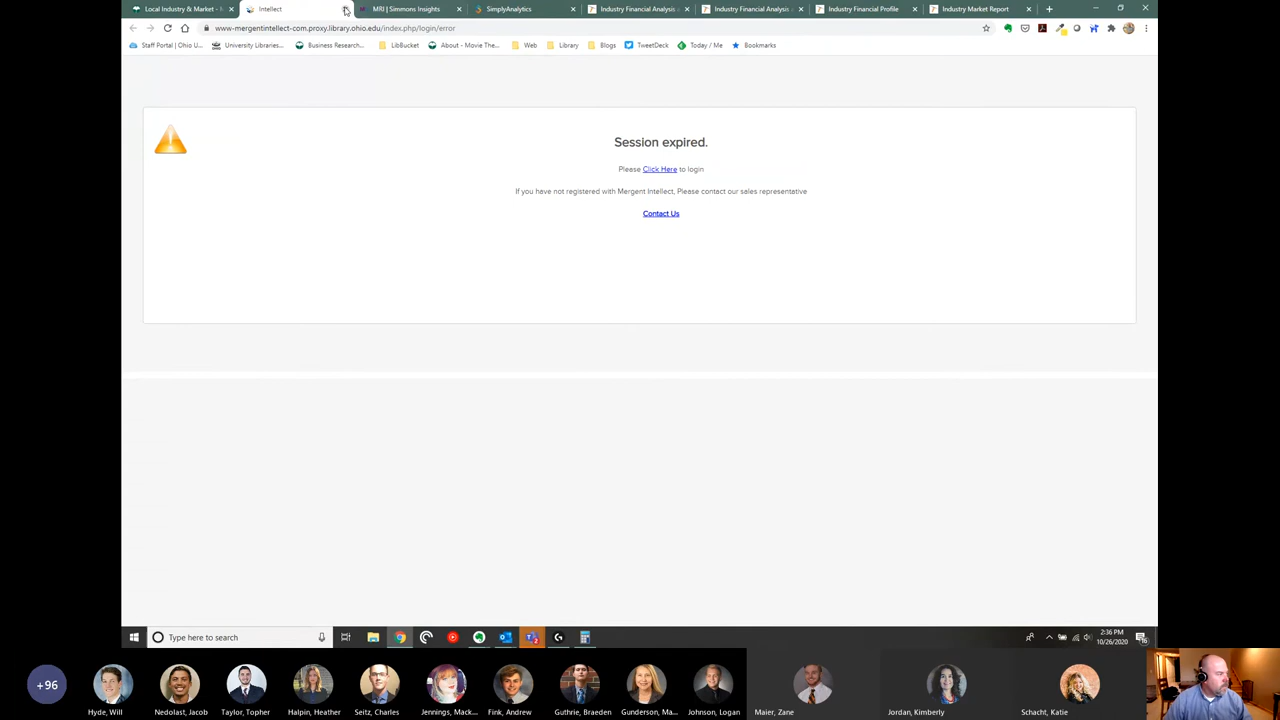 Local Industry & Market - 
Intellect
MRI | Simmons Insights
SimplyAnalytics
Industry Financial Analysis
Industry Financial Analysis
Industry Financial Profile
Industry Market Report
www-mergentintellect-com.proxy.library.ohio.edu/index.php/login/error
Staff Portal | Ohio U...
University Libraries...
Business Research...
LibBucket
About - Movie The...
Web
Library
Blogs
TweetDeck
Today / Me
Bookmarks
Session expired.
Please Click Here to login
If you have not registered with Mergent Intellect, Please contact our sales representative
Contact Us
Type here to search
2:36 PM
10/26/2020
+96
Hyde, Will
Nedolast, Jacob
Taylor, Topher
Halpin, Heather
Seitz, Charles
Jennings, Mack...
Fink, Andrew
Guthrie, Braeden
Gunderson, Ma...
Johnson, Logan
Maier, Zane
Jordan, Kimberly
Schacht, Katie